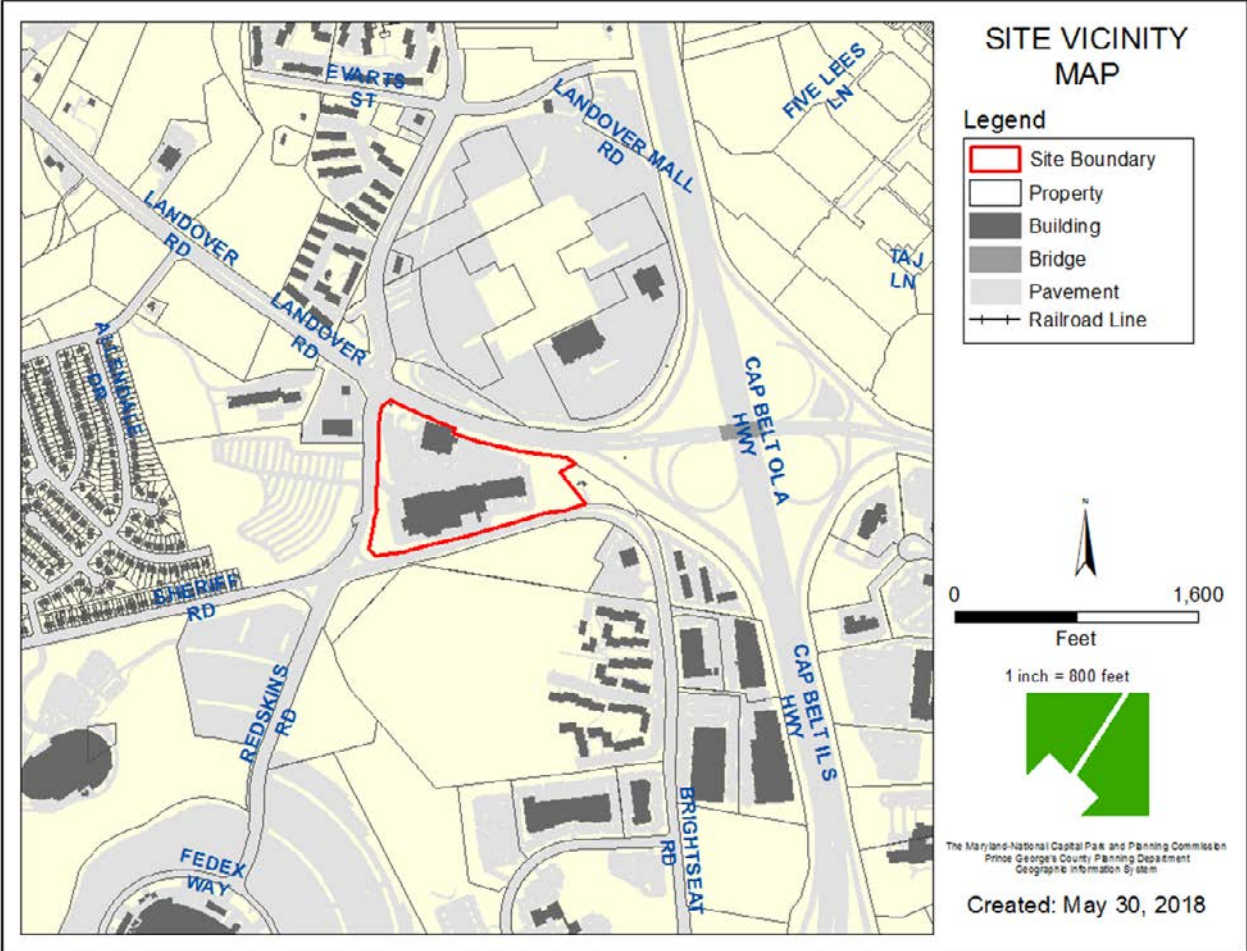 EVARTS
ST
LANDOVER MALL
RD
FIVE LEES
LN
LANDOVER
RD
TAJ
LN
LANDOVER
RD
ALLENDALE
DR
CAP BELT OL A
HWY
SHERIFF
RD
REDSKINS
RD
CAP BELT IL S
HWY
BRIGHTSEAT
RD
FEDEX
WAY
SITE VICINITY
MAP
Legend
Site Boundary
Property
Building
Bridge
Pavement
Railroad Line
N
0 1,600
Feet
1 inch = 800 feet
The Maryland-National Capital Park and Planning Commission
Prince George's County Planning Department
Geographic Information System
Created: May 30, 2018